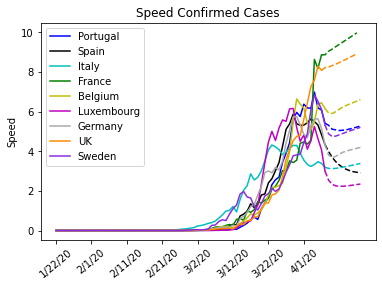 Speed Confirmed Cases
10
8
6
4
2
0
Speed
Portugal
Spain
Italy
France
Belgium
Luxembourg
Germany
UK
Sweden
1/22/20
2/1/20
2/11/20
2/21/20
3/2/20
3/12/20
3/22/20
4/1/20